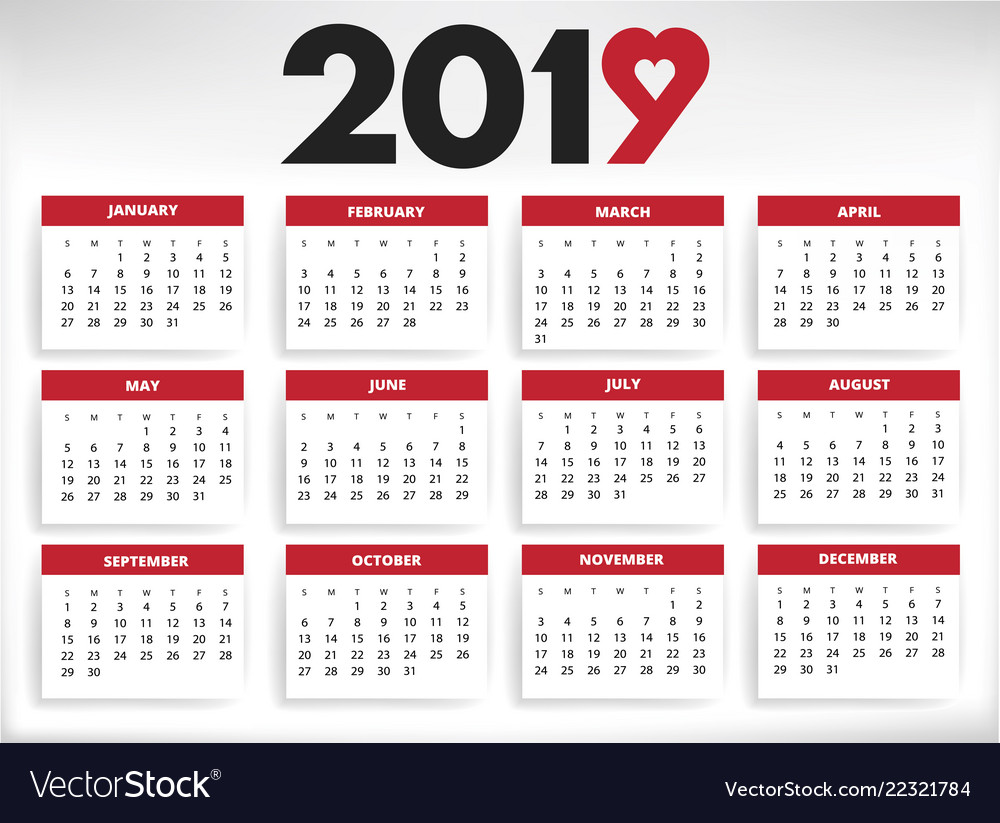 2019
JANUARY
S M T W T F S
1 2 3 4 5
6 7 8 9 10 11 12
13 14 15 16 17 18 19
20 21 22 23 24 25 26
27 28 29 30 31
FEBRUARY
S M T W T F S
1 2
3 4 5 6 7 8 9
10 11 12 13 14 15 16
17 18 19 20 21 22 23
24 25 26 27 28
MARCH
S M T W T F S
1 2
3 4 5 6 7 8 9
10 11 12 13 14 15 16
17 18 19 20 21 22 23
24 25 26 27 28 29 30
31
APRIL
S M T W T F S
1 2 3 4 5 6
7 8 9 10 11 12 13
14 15 16 17 18 19 20
21 22 23 24 25 26 27
28 29 30
MAY
S M T W T F S
1 2 3 4
5 6 7 8 9 10 11
12 13 14 15 16 17 18
19 20 21 22 23 24 25
26 27 28 29 30 31
JUNE
S M T W T F S
1
2 3 4 5 6 7 8
9 10 11 12 13 14 15
16 17 18 19 20 21 22
23 24 25 26 27 28 29
JULY
S M T W T F S
1 2 3 4 5 6
7 8 9 10 11 12 13
14 15 16 17 18 19 20
21 22 23 24 25 26 27
28 29 30 31
AUGUST
S M T W T F S
1 2 3
4 5 6 7 8 9 10
11 12 13 14 15 16 17
18 19 20 21 22 23 24
25 26 27 28 29 30 31
SEPTEMBER
S M T W T F S
1 2 3 4 5 6 7
8 9 10 11 12 13 14
15 16 17 18 19 20 21
22 23 24 25 26 27 28
29 30
OCTOBER
S M T W T F S
1 2 3 4 5
6 7 8 9 10 11 12
13 14 15 16 17 18 19
20 21 22 23 24 25 26
27 28 29 30 31
NOVEMBER
S M T W T F S
1 2
3 4 5 6 7 8 9
10 11 12 13 14 15 16
17 18 19 20 21 22 23
24 25 26 27 28 29 30
DECEMBER
S M T W T F S
1 2 3 4 5 6 7
8 9 10 11 12 13 14
15 16 17 18 19 20 21
22 23 24 25 26 27 28
29 30 31
VectorStock®
VectorStock.com/22321784